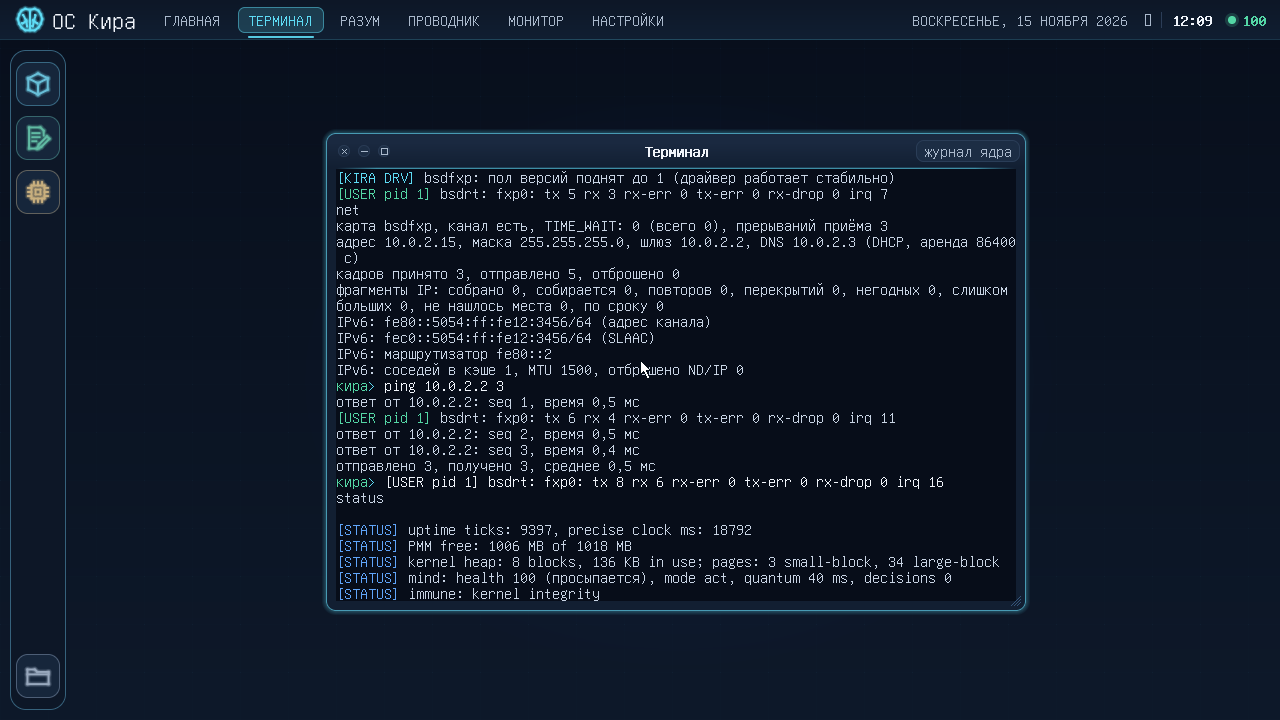 ОС Кира
ГЛАВНАЯ ТЕРМИНАЛ РАЗУМ ПРОВОДНИК МОНИТОР НАСТРОЙКИ
ВОСКРЕСЕНЬЕ, 15 НОЯБРЯ 2026 12:09 100
Терминал
журнал ядра
[KIRA DRV] bsdfxp: пол версий поднят до 1 (драйвер работает стабильно)
[USER pid 1] bsdrt: fxp0: tx 5 rx 3 rx-err 0 tx-err 0 rx-drop 0 irq 7
net
карта bsdfxp, канал есть, TIME_WAIT: 0 (всего 0), прерываний приёма 3
адрес 10.0.2.15, маска 255.255.255.0, шлюз 10.0.2.2, DNS 10.0.2.3 (DHCP, аренда 86400
с)
кадров принято 3, отправлено 5, отброшено 0
фрагменты IP: собрано 0, собирается 0, повторов 0, перекрытий 0, негодных 0, слишком
больших 0, не нашлось места 0, по сроку 0
IPv6: fe80::5054:ff:fe12:3456/64 (адрес канала)
IPv6: fec0::5054:ff:fe12:3456/64 (SLAAC)
IPv6: маршрутизатор fe80::2
IPv6: соседей в кэше 1, MTU 1500, отброшено ND/IP 0
кира> ping 10.0.2.2 3
ответ от 10.0.2.2: seq 1, время 0,5 мс
[USER pid 1] bsdrt: fxp0: tx 6 rx 4 rx-err 0 tx-err 0 rx-drop 0 irq 11
ответ от 10.0.2.2: seq 2, время 0,5 мс
ответ от 10.0.2.2: seq 3, время 0,4 мс
отправлено 3, получено 3, среднее 0,5 мс
кира> [USER pid 1] bsdrt: fxp0: tx 8 rx 6 rx-err 0 tx-err 0 rx-drop 0 irq 16
status
[STATUS] uptime ticks: 9397, precise clock ms: 18792
[STATUS] PMM free: 1006 MB of 1018 MB
[STATUS] kernel heap: 8 blocks, 136 KB in use; pages: 3 small-block, 34 large-block
[STATUS] mind: health 100 (просыпается), mode act, quantum 40 ms, decisions 0
[STATUS] immune: kernel integrity